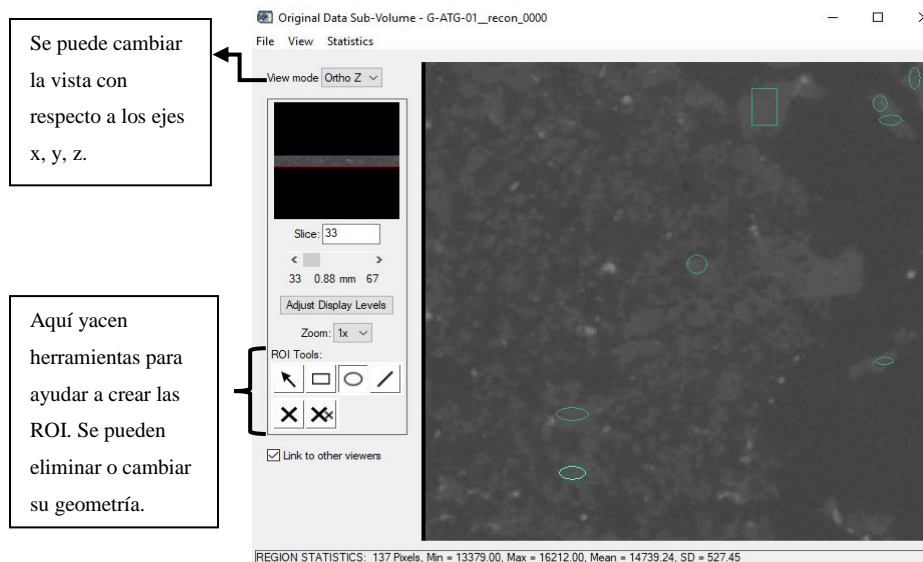 Se puede cambiar
la vista con
respecto a los ejes
x, y, z.
Aquí yacen
herramientas para
ayudar a crear las
ROI. Se pueden
eliminar o cambiar
su geometría.
Original Data Sub-Volume - G-ATG-01__recon_0000
File View Statistics
View mode Ortho Z
Slice: 33
< >
33 0.88 mm 67
Adjust Display Levels
Zoom: 1x
ROI Tools:
Link to other viewers
REGION STATISTICS: 137 Pixels, Min = 13379.00, Max = 16212.00, Mean = 14739.24, SD = 527.45